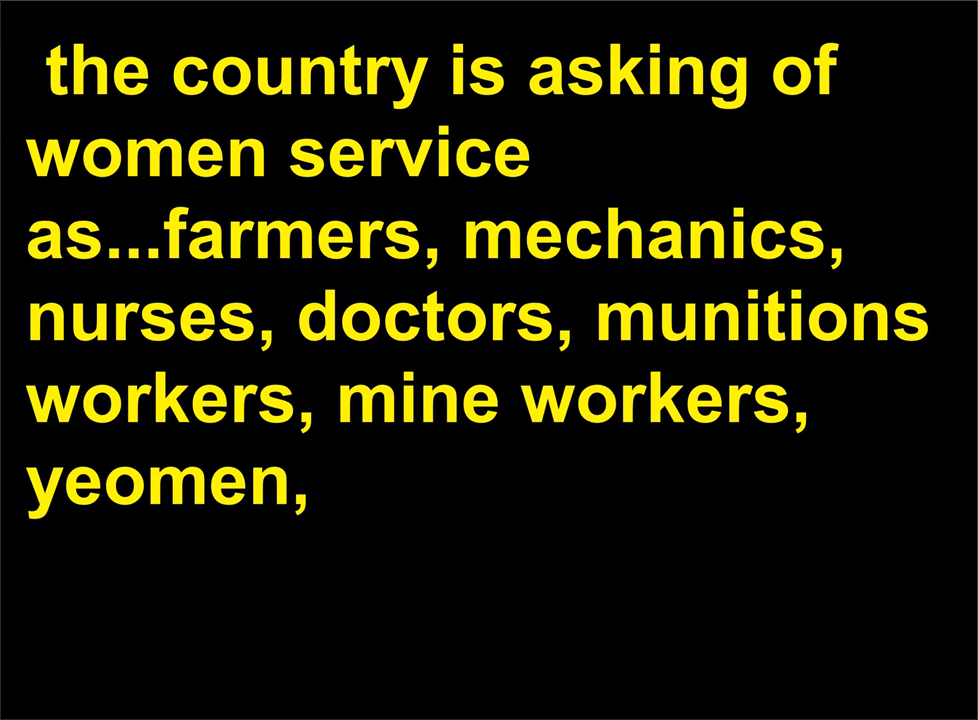 the country is asking of
women service
as...farmers, mechanics,
nurses, doctors, munitions
workers, mine workers,
yeomen,